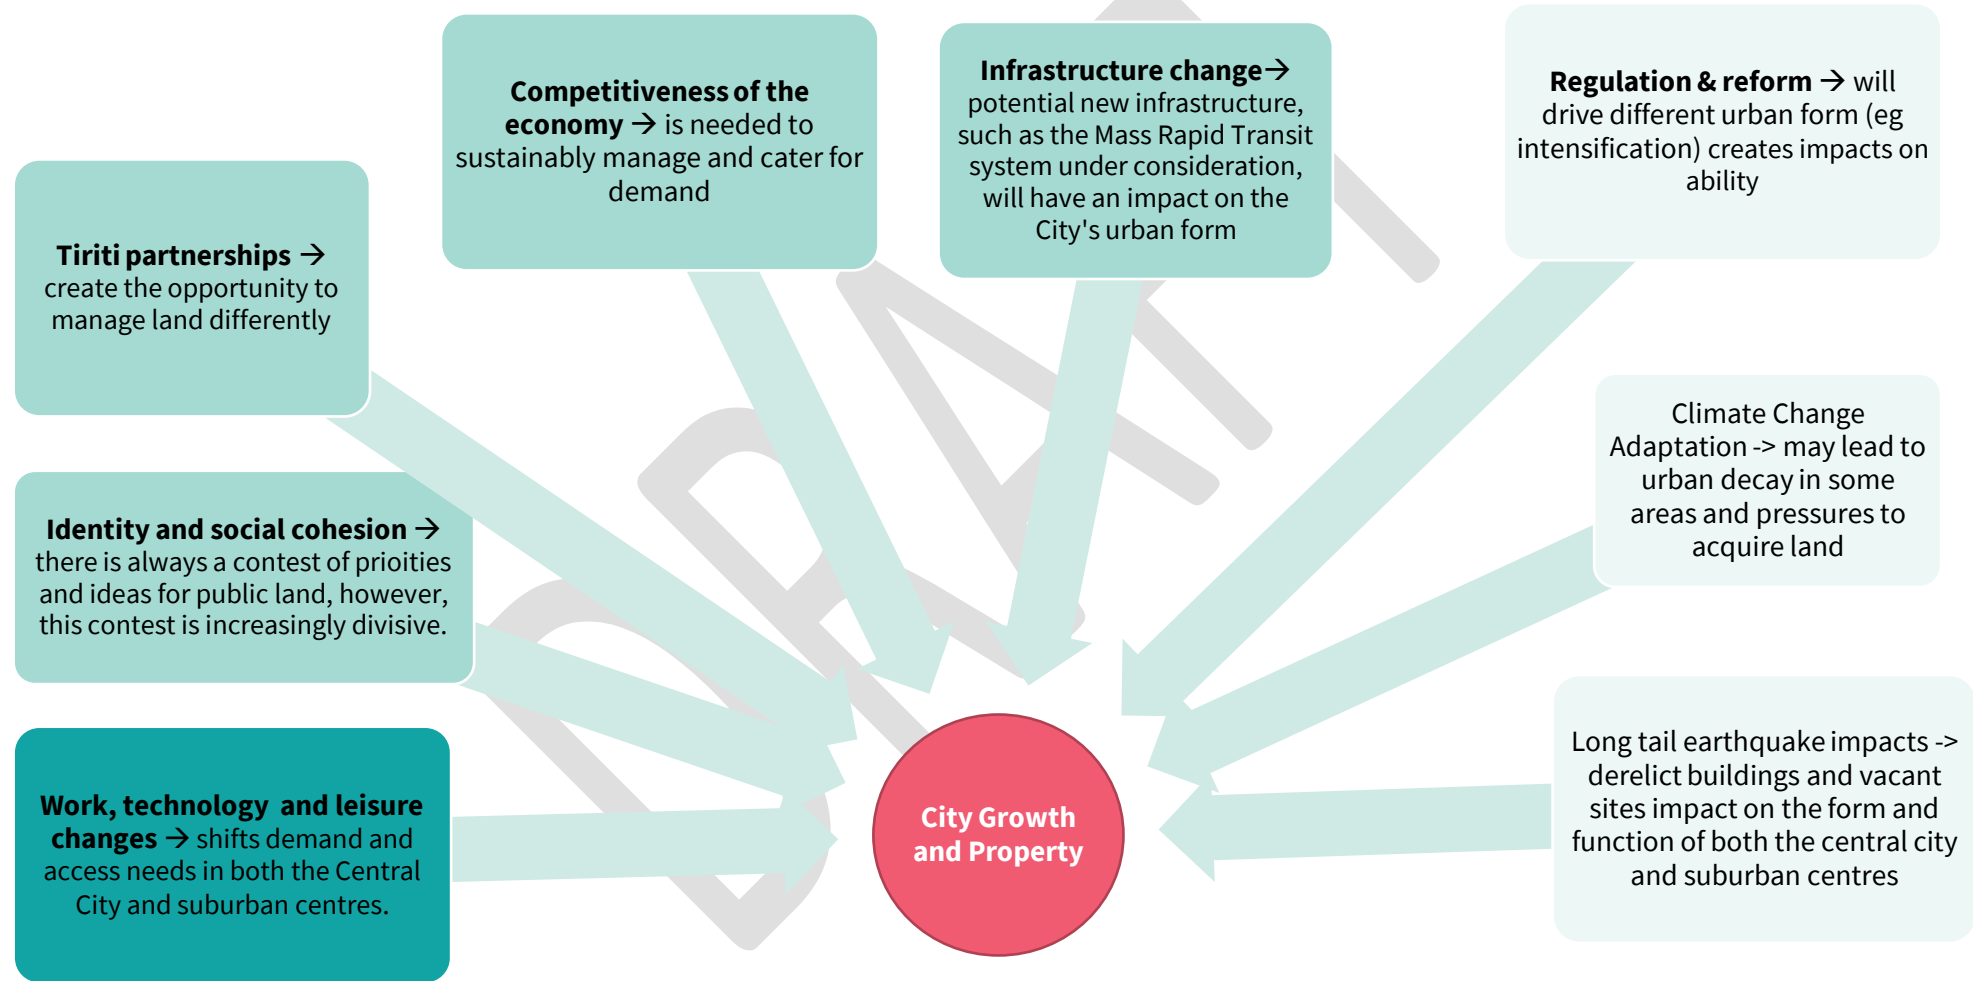 Competitiveness of the
economy → is needed to
sustainably manage and cater for
demand
Infrastructure change→
potential new infrastructure,
such as the Mass Rapid Transit
system under consideration,
will have an impact on the
City's urban form
Regulation & reform → will
drive different urban form (eg
intensification) creates impacts on
ability
Tiriti partnerships →
create the opportunity to
manage land differently
Climate Change
Adaptation -> may lead to
urban decay in some
areas and pressures to
acquire land
Identity and social cohesion →
there is always a contest of prioities
and ideas for public land, however,
this contest is increasingly divisive.
Long tail earthquake impacts ->
derelict buildings and vacant
sites impact on the form and
function of both the central city
and suburban centres
Work, technology and leisure
changes → shifts demand and
access needs in both the Central
City and suburban centres.
City Growth
and Property
DRAFT